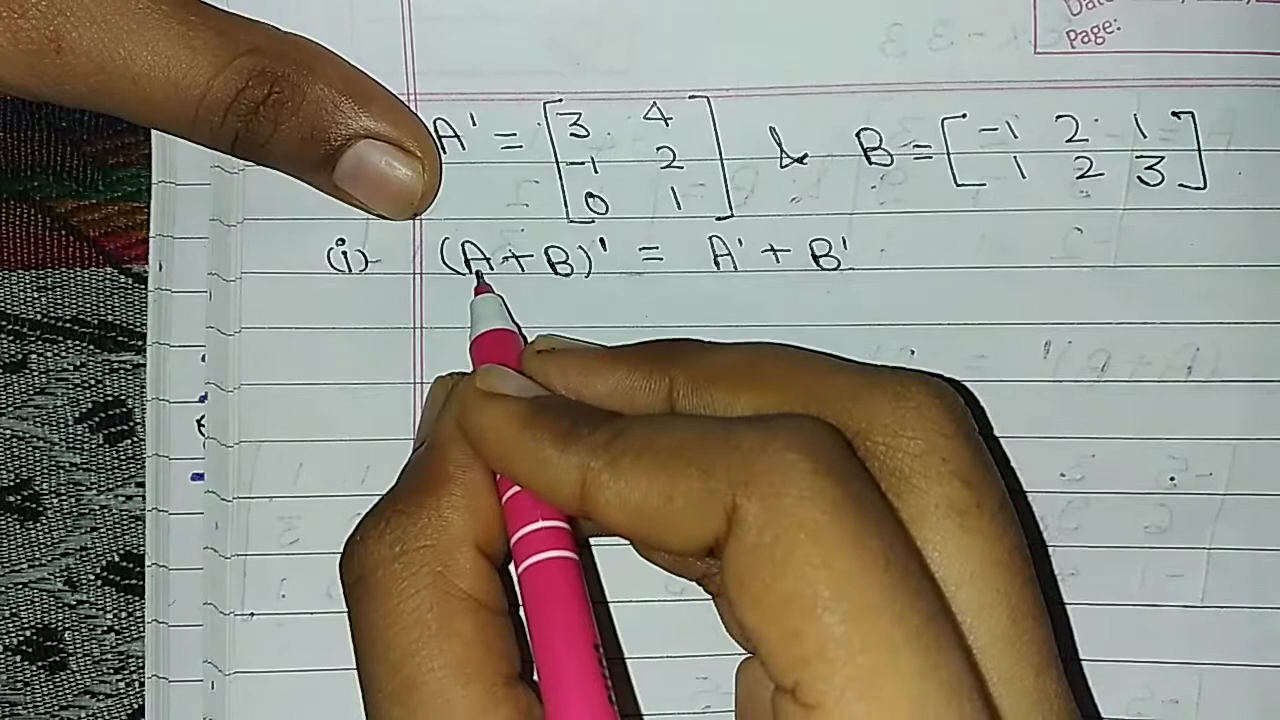 Date
Page:
A' = [3 4 & B = [-1 2 1
-1 2 1 2 3]
0 1]
(i) (A+B)' = A' + B'